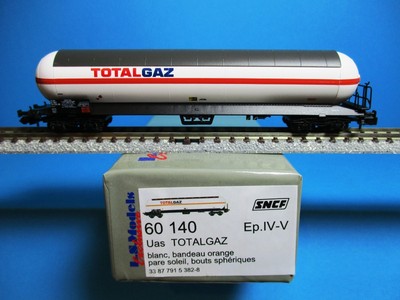 TOTALGAZ
L.S.Models
SNCF
60 140 Ep.IV-V
Uas TOTALGAZ
blanc, bandeau orange
pare soleil, bouts sphériques
33 87 791 5 382-8